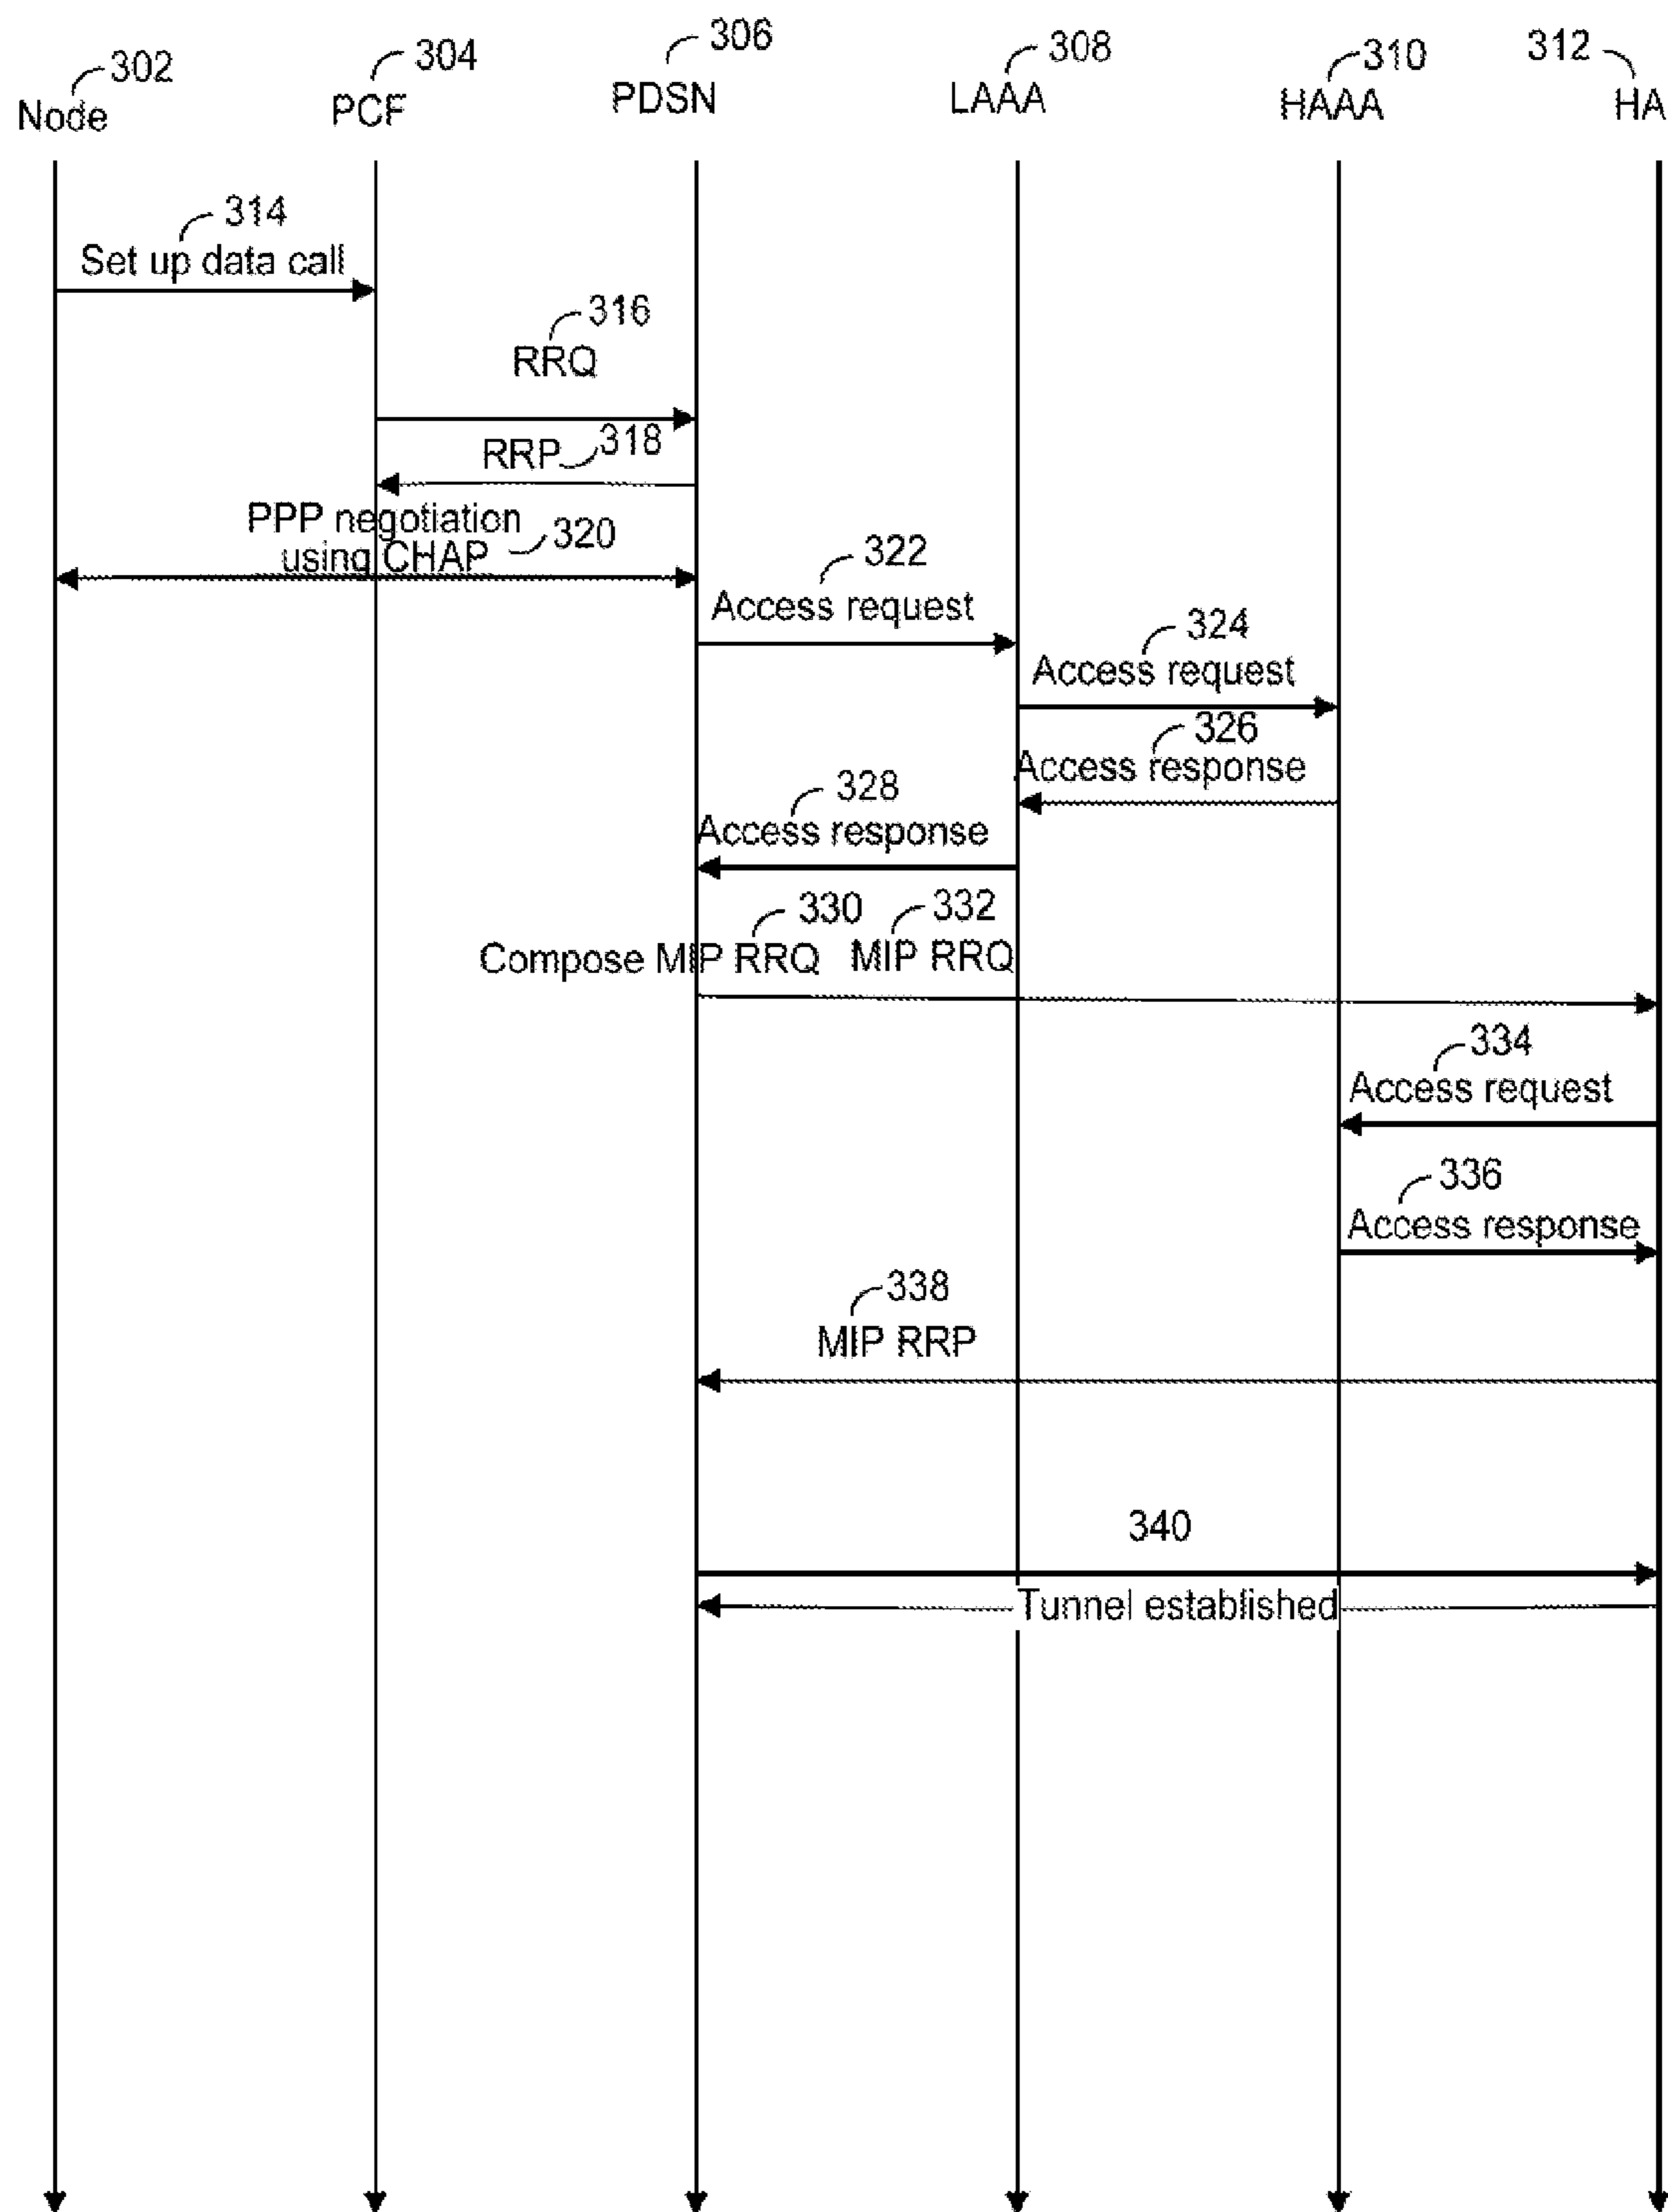 302 304 306 308 310 312
Node PCF PDSN LAAA HAAA HA
314
Set up data call
316
RRQ
RRP 318
PPP negotiation
using CHAP 320
322
Access request
324
Access request
326
Access response
328
Access response
330 332
Compose MIP RRQ MIP RRQ
334
Access request
336
Access response
338
MIP RRP
340
Tunnel established